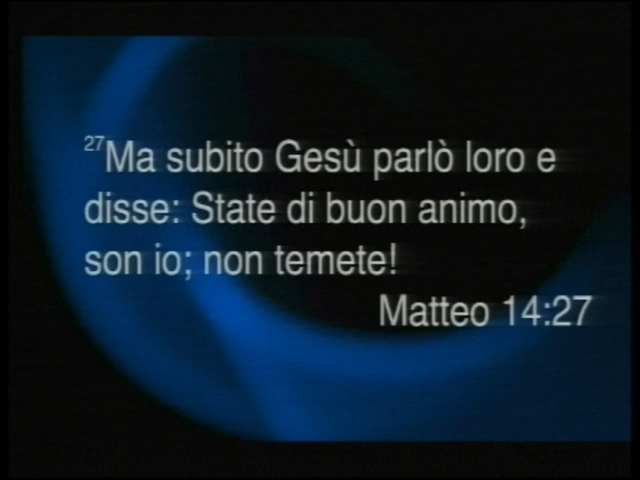 27Ma subito Gesù parlò loro e
disse: State di buon animo,
son io; non temete!
Matteo 14:27